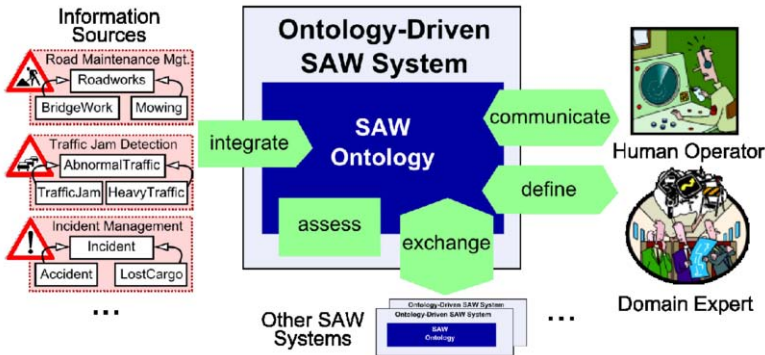 Information
Sources
Road Maintenance Mgt.
Roadworks
BridgeWork
Mowing
Traffic Jam Detection
AbnormalTraffic
TrafficJam
HeavyTraffic
Incident Management
Incident
Accident
LostCargo
...
Ontology-Driven
SAW System
SAW
Ontology
integrate
assess
exchange
communicate
define
Human Operator
Domain Expert
Other SAW
Systems
Ontology-Driven SAW System
Ontology-Driven SAW System
SAW
Ontology
...